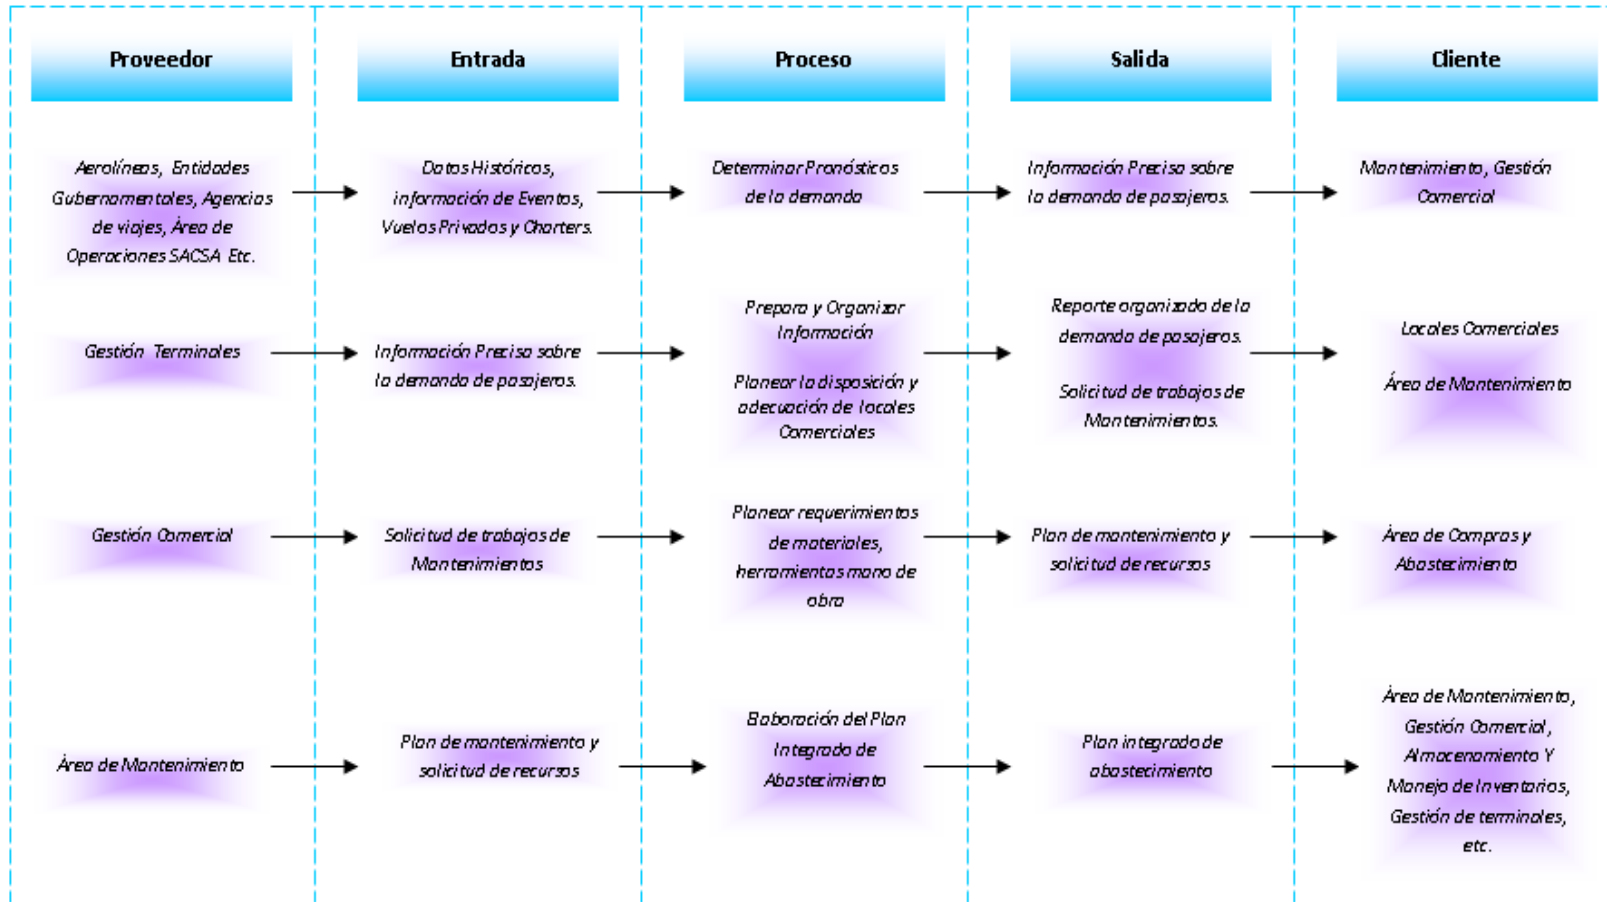 Proveedor
Entrada
Proceso
Salida
Cliente
Aerolíneas, Entidades
Gubernamentales, Agencias
de viajes, Área de
Operaciones SACSA Etc.
Datos Históricos,
información de Eventos,
Vuelos Privados y Charters.
Determinar Pronósticos
de la demanda
Información Precisa sobre
la demanda de pasajeros.
Mantenimiento, Gestión
Comercial
Gestión Terminales
Información Precisa sobre
la demanda de pasajeros.
Prepara y Organizar
Información
Planear la disposición y
adecuación de locales
Comerciales
Reporte organizado de la
demanda de pasajeros.
Solicitud de trabajos de
Mantenimientos.
Locales Comerciales
Área de Mantenimiento
Gestión Comercial
Solicitud de trabajos de
Mantenimientos
Planear requerimientos
de materiales,
herramientas mano de
obra
Plan de mantenimiento y
solicitud de recursos
Área de Compras y
Abastecimiento
Área de Mantenimiento
Plan de mantenimiento y
solicitud de recursos
Elaboración del Plan
Integrado de
Abastecimiento
Plan integrado de
abastecimiento
Área de Mantenimiento,
Gestión Comercial,
Almacenamiento Y
Manejo de Inventarios,
Gestión de terminales,
etc.